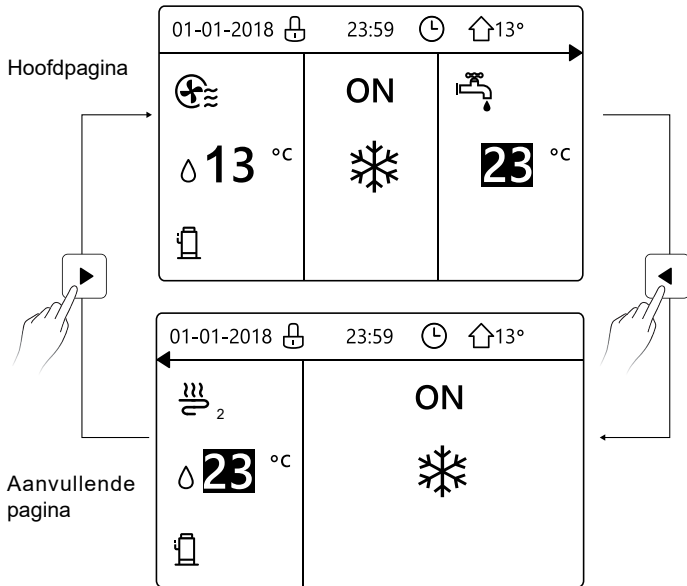 01-01-2018 23:59 13°
Hoofdpagina
ON
13 °C 23 °C
01-01-2018 23:59 13°
2 ON
23 °C
Aanvullende
pagina